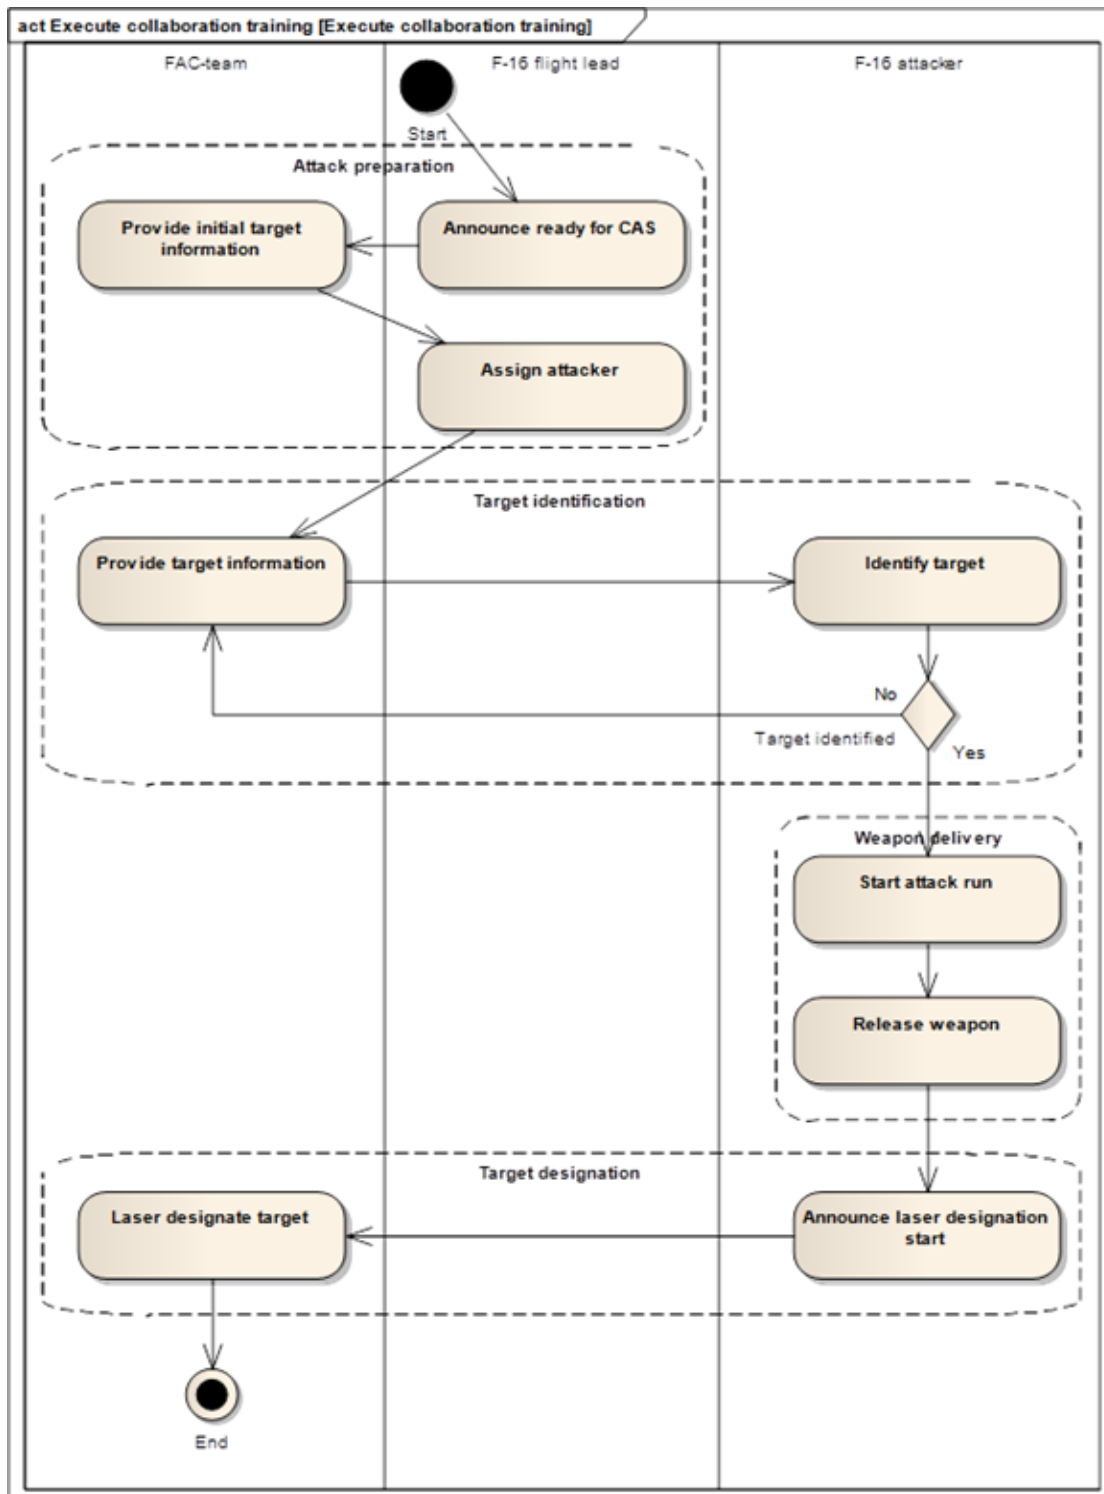 act Execute collaboration training [Execute collaboration training]
FAC-team
F-16 flight lead
F-16 attacker
Start
Attack preparation
Provide initial target
information
Announce ready for CAS
Assign attacker
Target identification
Provide target information
Identify target
No
Target identified
Yes
Weapon delivery
Start attack run
Release weapon
Target designation
Laser designate target
Announce laser designation
start
End